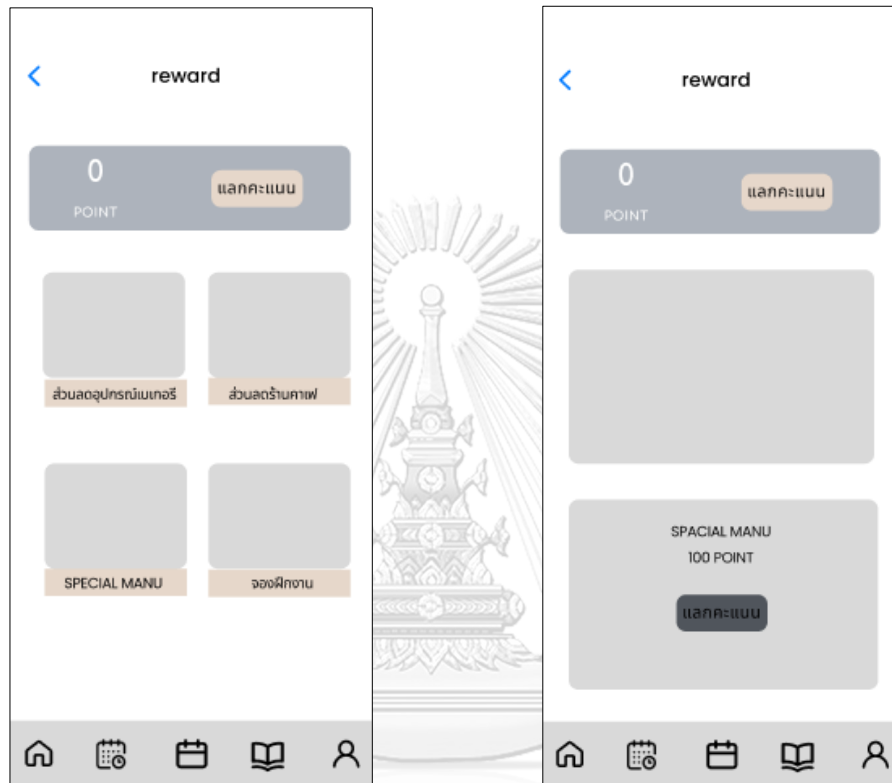 reward
0
POINT
แลกคะแนน
ส่วนลดอุปกรณ์เบเกอรี
ส่วนลดร้านคาเฟ่
SPECIAL MANU
จองฝึกงาน
reward
0
POINT
แลกคะแนน
SPACIAL MANU
100 POINT
แลกคะแนน